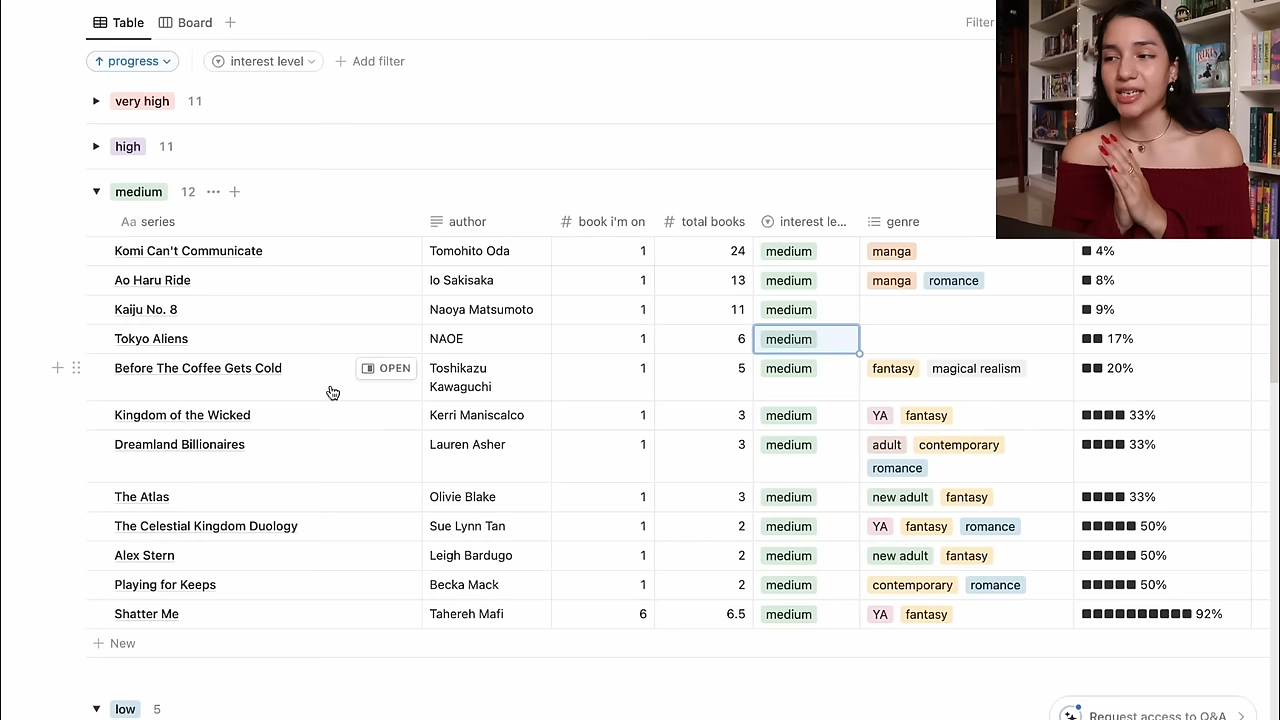 Table Board Filter
progress interest level Add filter
very high 11
high 11
medium 12 ...
Aa series author # book i'm on # total books interest le... genre
Komi Can't Communicate Tomohito Oda 1 24 medium manga 4%
Ao Haru Ride Io Sakisaka 1 13 medium manga romance 8%
Kaiju No. 8 Naoya Matsumoto 1 11 medium 9%
Tokyo Aliens NAOE 1 6 medium 17%
Before The Coffee Gets Cold OPEN Toshikazu 1 5 medium fantasy magical realism 20%
Kawaguchi
Kingdom of the Wicked Kerri Maniscalco 1 3 medium YA fantasy 33%
Dreamland Billionaires Lauren Asher 1 3 medium adult contemporary 33%
romance
The Atlas Olivie Blake 1 3 medium new adult fantasy 33%
The Celestial Kingdom Duology Sue Lynn Tan 1 2 medium YA fantasy romance 50%
Alex Stern Leigh Bardugo 1 2 medium new adult fantasy 50%
Playing for Keeps Becka Mack 1 2 medium contemporary romance 50%
Shatter Me Tahereh Mafi 6 6.5 medium YA fantasy 92%
New
low 5
Request access to Q&A